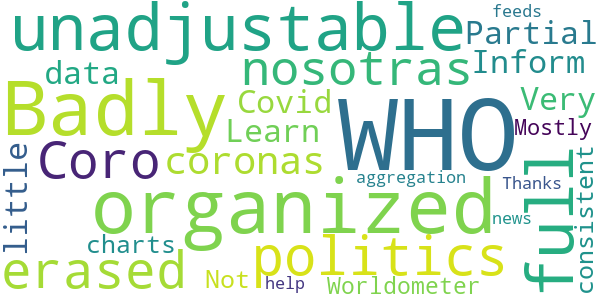 feeds
unadjustable
Partial
data
nosotras
Inform
Badly
Covid
WHO
Very
Learn
Mostly
Coro
coronas
little
aggregation
Thanks
full
consistent
organized
news
charts
politics
erased
Not
help
Worldometer